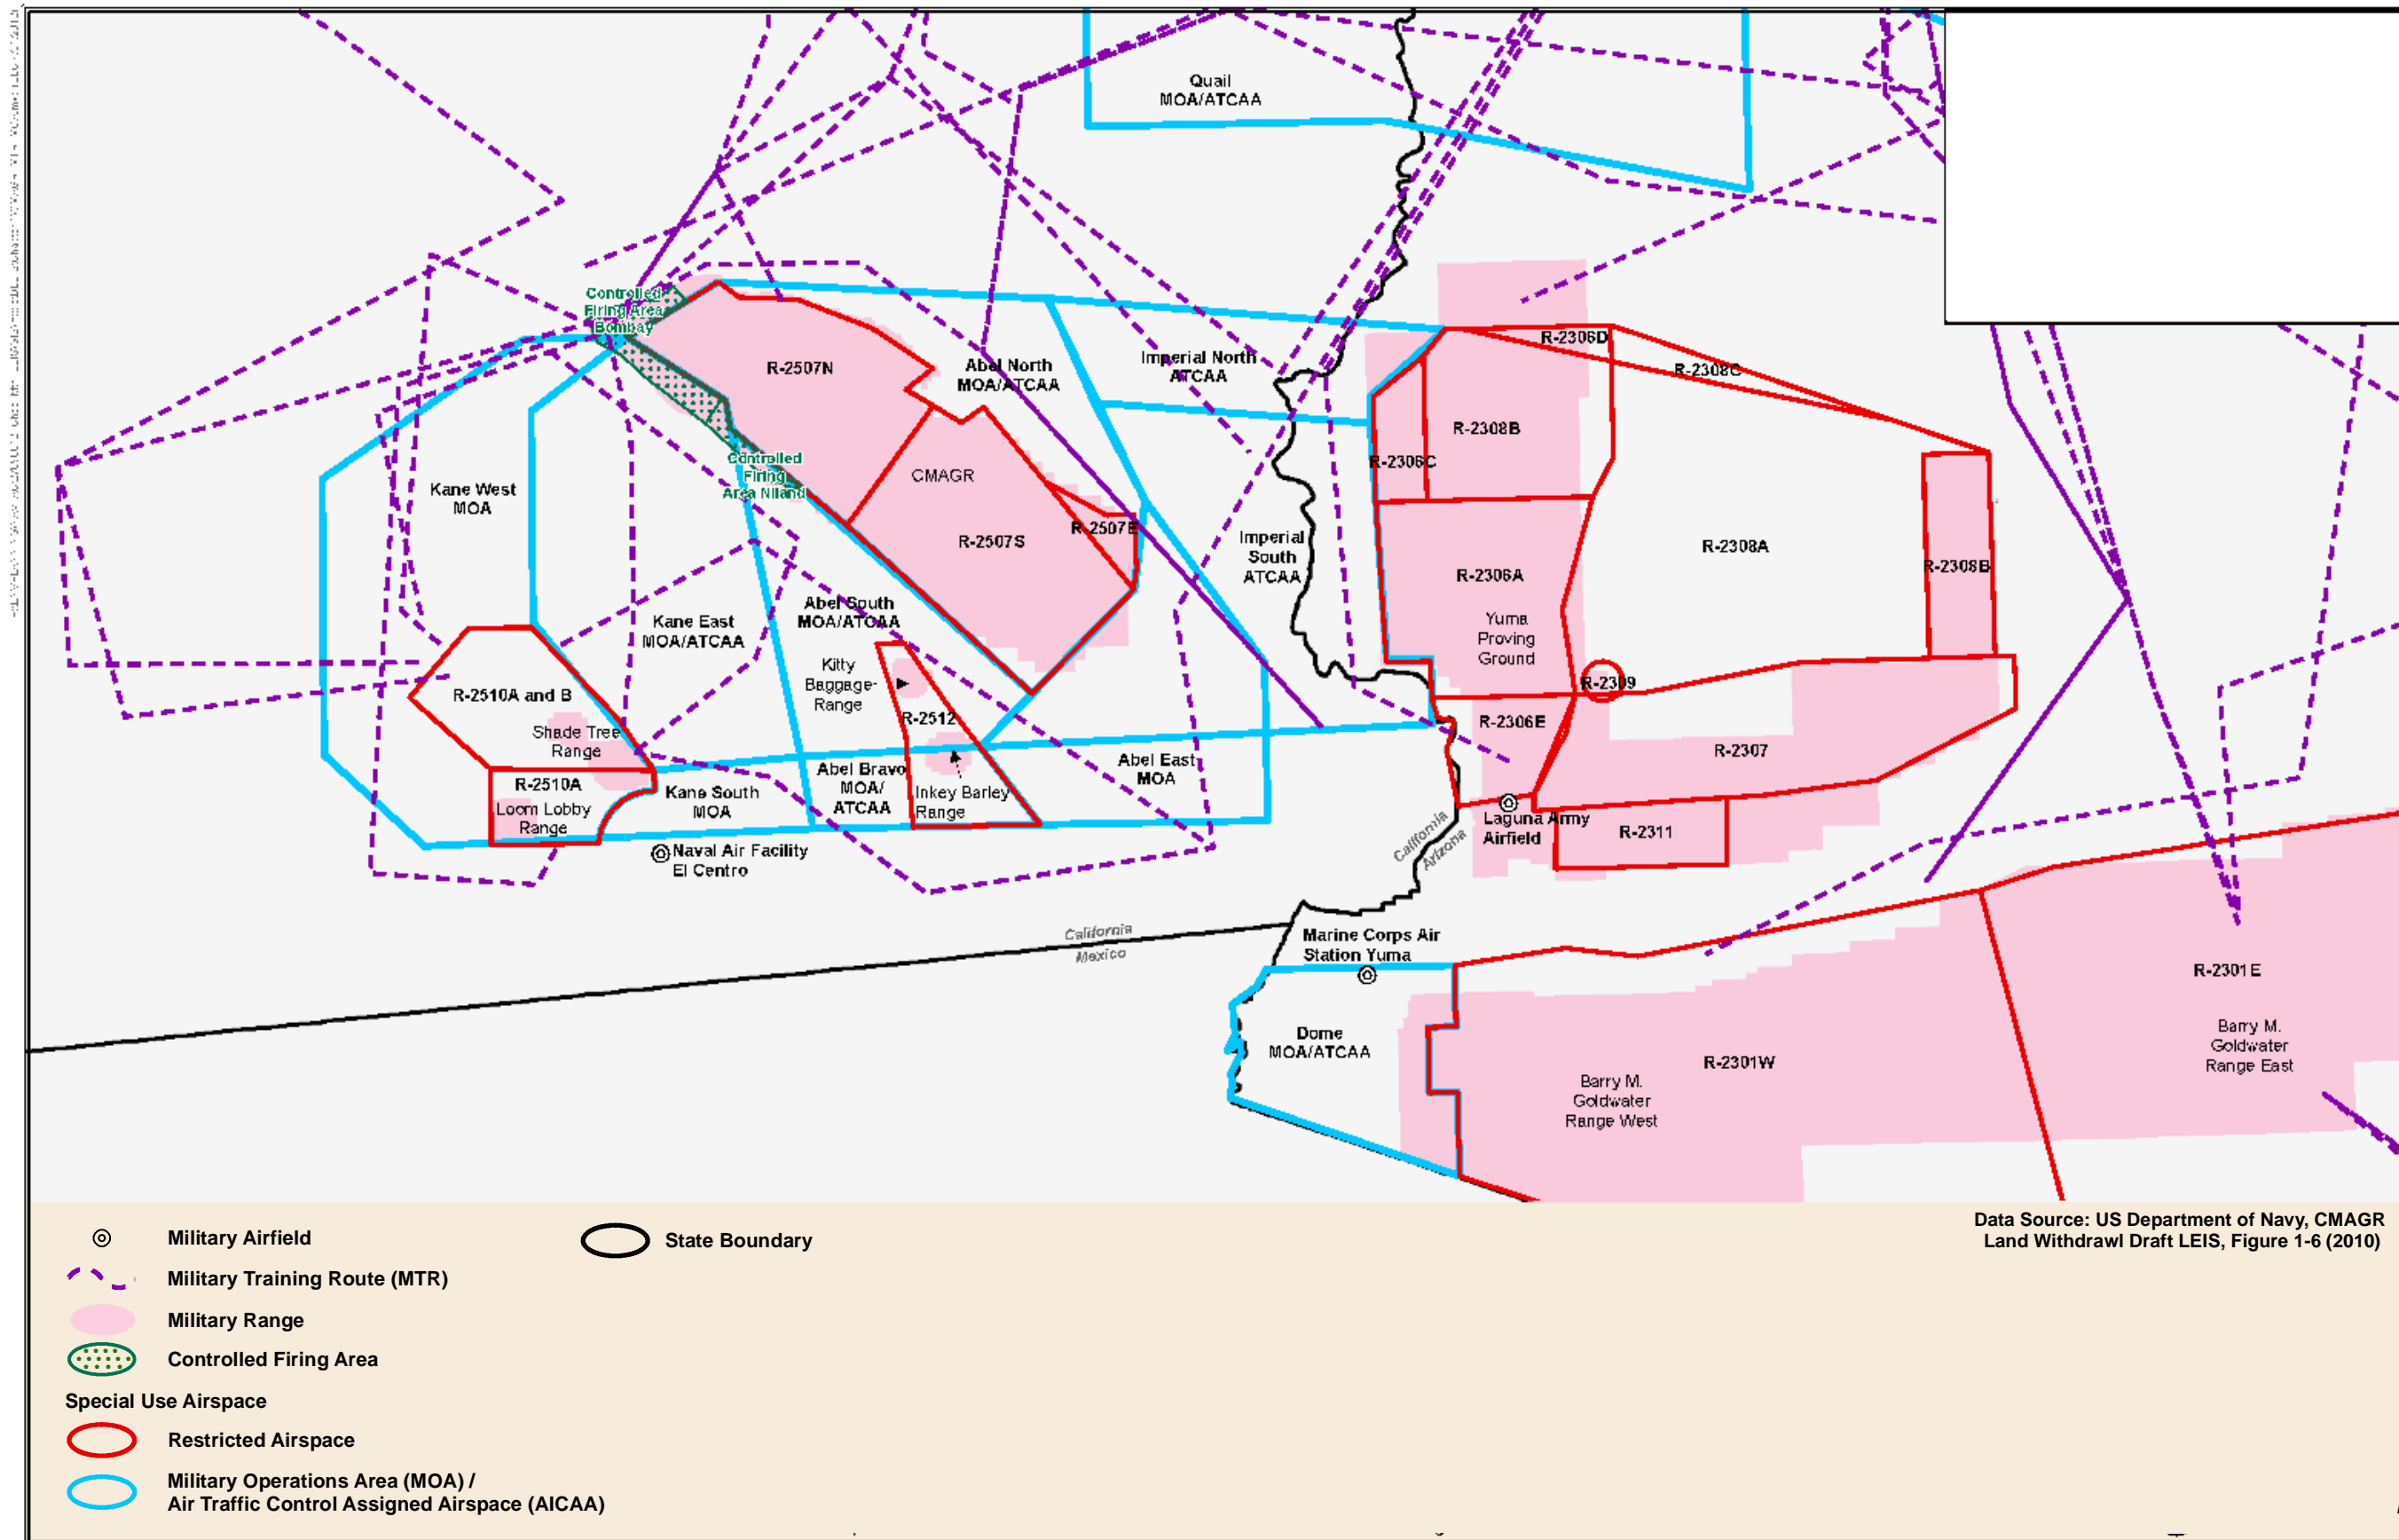 Quail
MOA/ATCAA
Controlled
Firing Area
Bombay
R-2507N
Abel North
MOA/ATCAA
Imperial North
ATCAA
R-2306D
R-2308C
R-2308B
R-2306C
Kane West
MOA
Controlled
Firing
Area Niland
CMAGR
R-2507S
R-2507E
Imperial
South
ATCAA
R-2308A
R-2308B
R-2306A
Yuma
Proving
Ground
Kane East
MOA/ATCAA
Abel South
MOA/ATCAA
Kitty
Baggage
Range
R-2510A and B
Shade Tree
Range
R-2512
R-2309
R-2306E
R-2307
R-2510A
Loom Lobby
Range
Kane South
MOA
Abel Bravo
MOA/
ATCAA
Inkey Barley
Range
Abel East
MOA
Laguna Army
Airfield
R-2311
California
Arizona
Naval Air Facility
El Centro
California
Mexico
Marine Corps Air
Station Yuma
Dome
MOA/ATCAA
R-2301W
Barry M.
Goldwater
Range West
R-2301E
Barry M.
Goldwater
Range East
Military Airfield
State Boundary
Military Training Route (MTR)
Military Range
Controlled Firing Area
Special Use Airspace
Restricted Airspace
Military Operations Area (MOA) /
Air Traffic Control Assigned Airspace (AICAA)
Data Source: US Department of Navy, CMAGR
Land Withdrawl Draft LEIS, Figure 1-6 (2010)